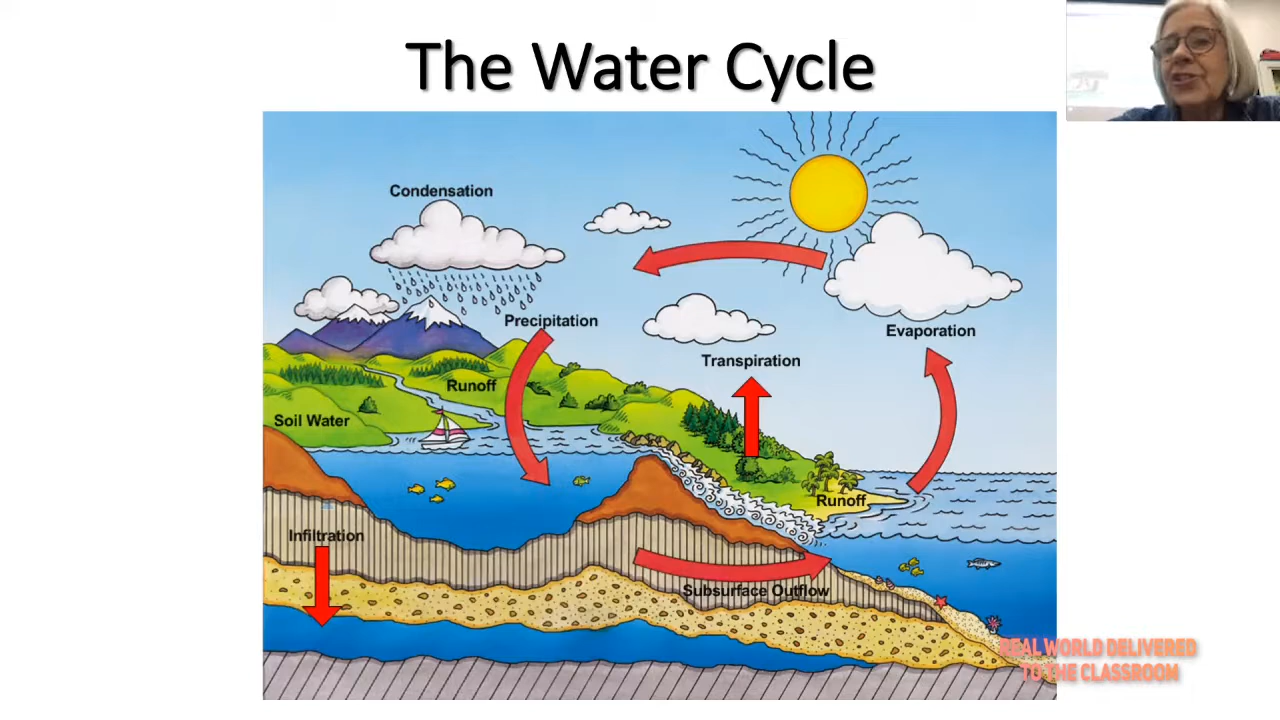 The Water Cycle
Condensation
Precipitation
Evaporation
Transpiration
Runoff
Soil Water
Runoff
Infiltration
Subsurface Outflow
REAL WORLD DELIVERED
TO THE CLASSROOM